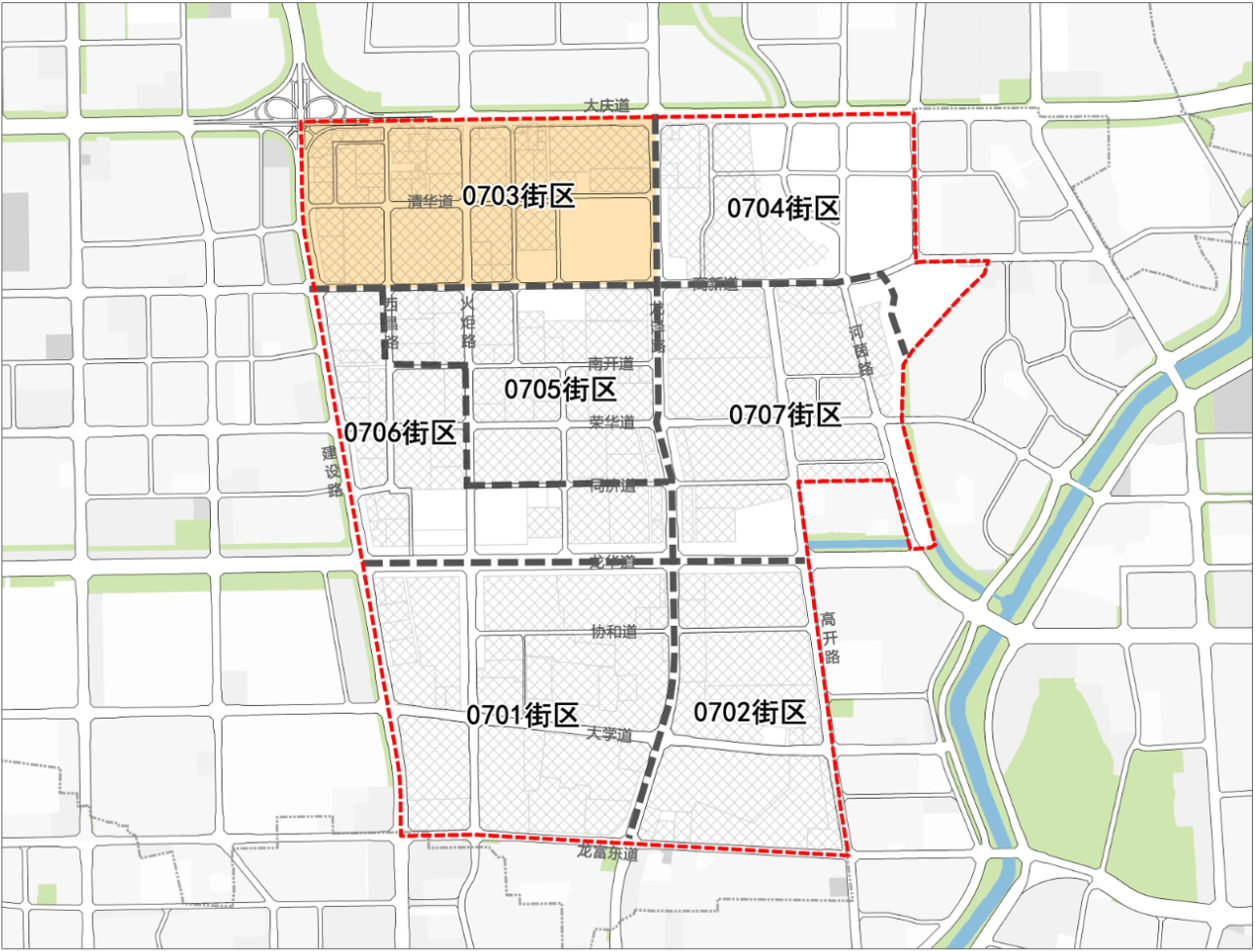 大庆道
清华道
0703街区
0704街区
高新道
西昌路
火炬路
龙泽路
河茵路
南开道
0705街区
荣华道
0707街区
0706街区
建设路
同济道
龙华道
协和道
高开路
0701街区
0702街区
大学道
龙富东道